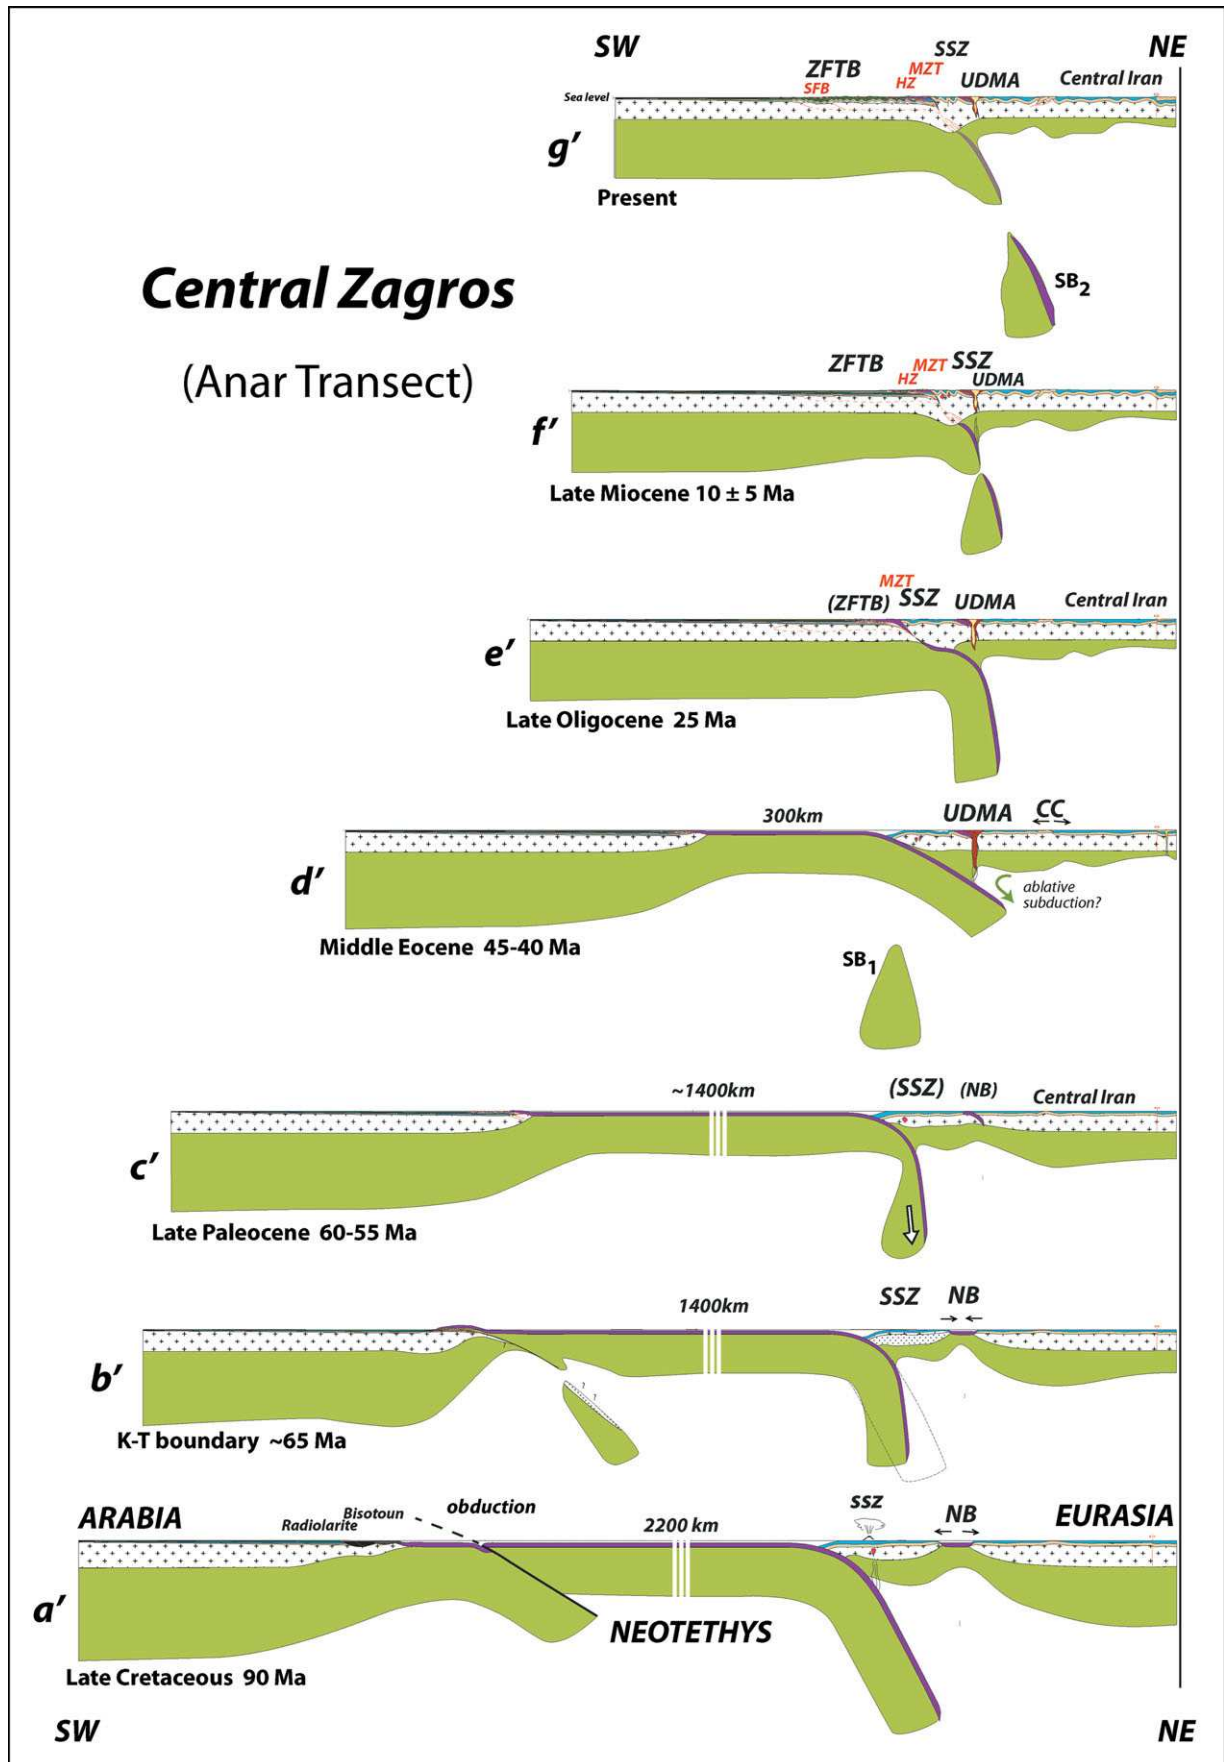 SW
SSZ
NE
ZFTB
MZT
SFB
HZ
UDMA
Central Iran
Sea level
g'
Present
SB2
Central Zagros
(Anar Transect)
ZFTB
MZT
SSZ
HZ
UDMA
f'
Late Miocene 10 ± 5 Ma
MZT
(ZFTB)
SSZ
UDMA
Central Iran
e'
Late Oligocene 25 Ma
300km
UDMA
CC
d'
ablative
subduction?
Middle Eocene 45-40 Ma
SB1
~1400km
(SSZ)
(NB)
Central Iran
c'
Late Paleocene 60-55 Ma
1400km
SSZ
NB
b'
K-T boundary ~65 Ma
ARABIA
Bisotoun
obduction
Radiolarite
2200 km
SSZ
NB
EURASIA
a'
NEOTETHYS
Late Cretaceous 90 Ma
SW
NE